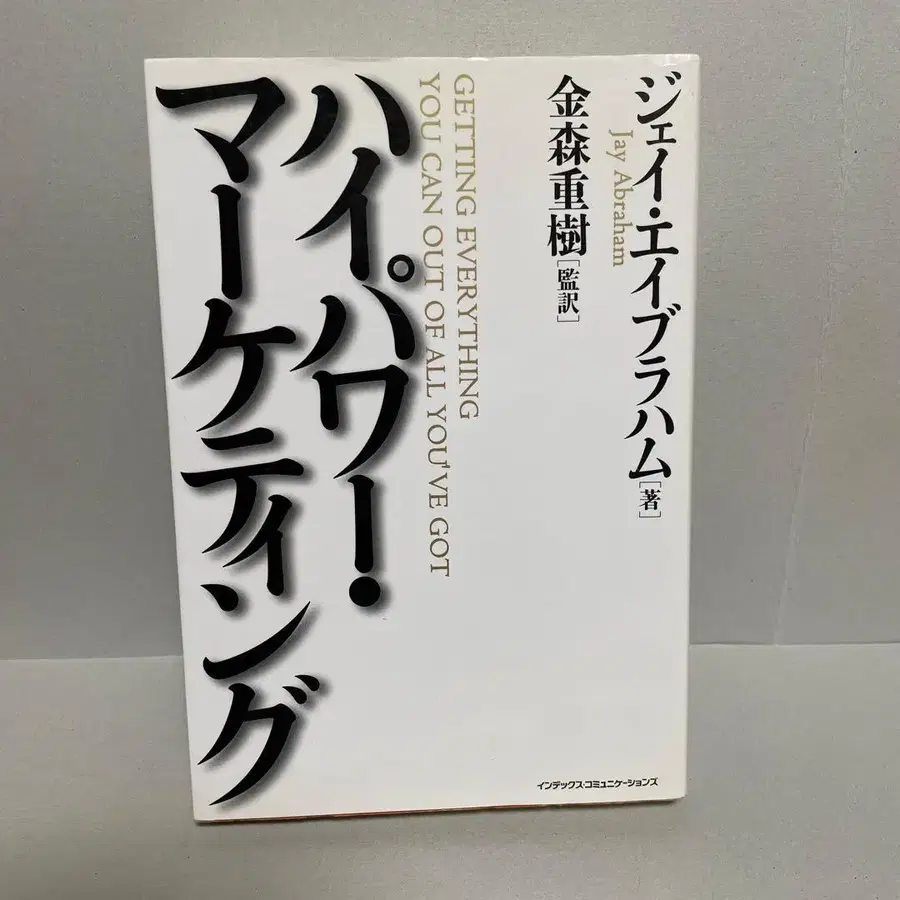 ジェイ・エイブラハム[著]
Jay Abraham
金森重樹[監訳]
GETTING EVERYTHING
YOU CAN OUT OF ALL YOU'VE GOT
ハイパワー・
マーケティング
インデックス・コミュニケーションズ